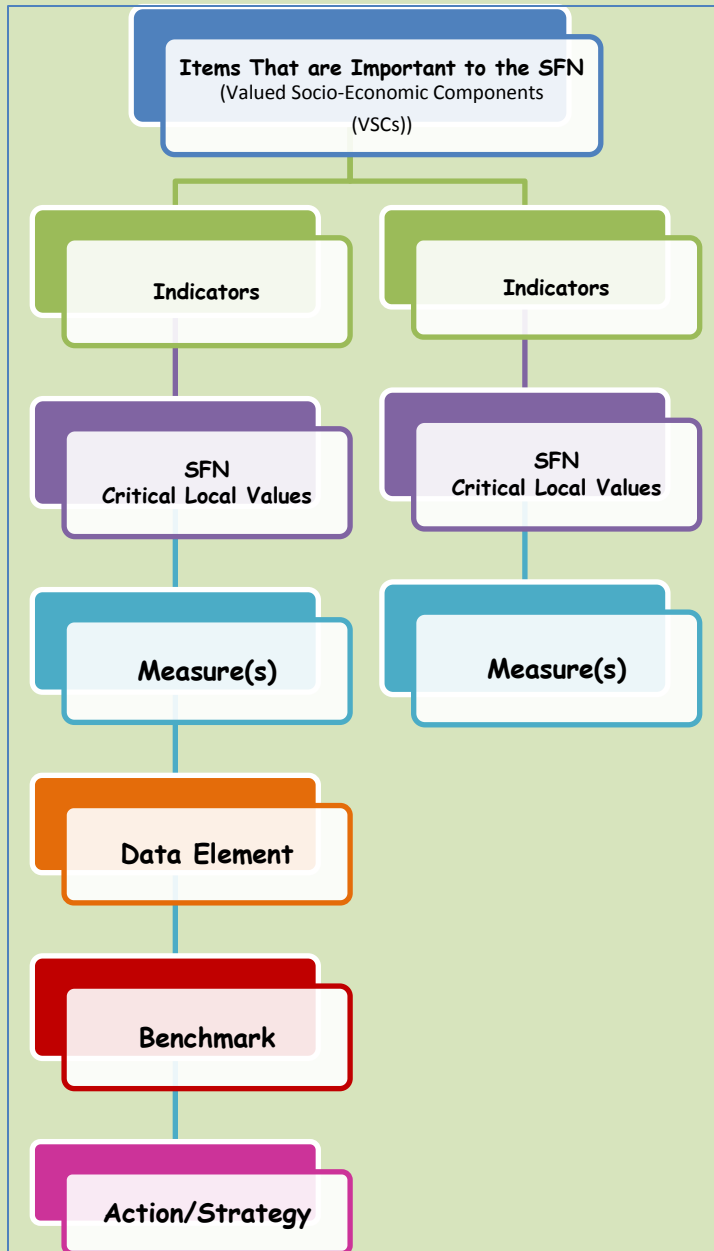 Items That are Important to the SFN
(Valued Socio-Economic Components
(VSCs))
Indicators
Indicators
SFN
Critical Local Values
SFN
Critical Local Values
Measure(s)
Measure(s)
Data Element
Benchmark
Action/Strategy